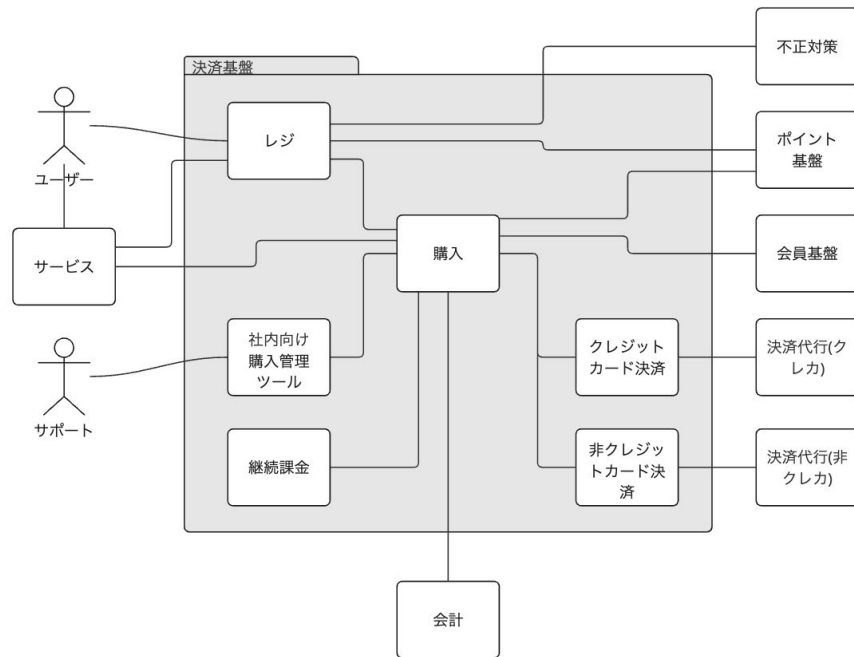 決済基盤
不正対策
ユーザー
レジ
ポイント
基盤
サービス
購入
会員基盤
サポート
社内向け
購入管理
ツール
クレジット
カード決済
決済代行(ク
レカ)
継続課金
非クレジッ
トカード決
済
決済代行(非
クレカ)
会計